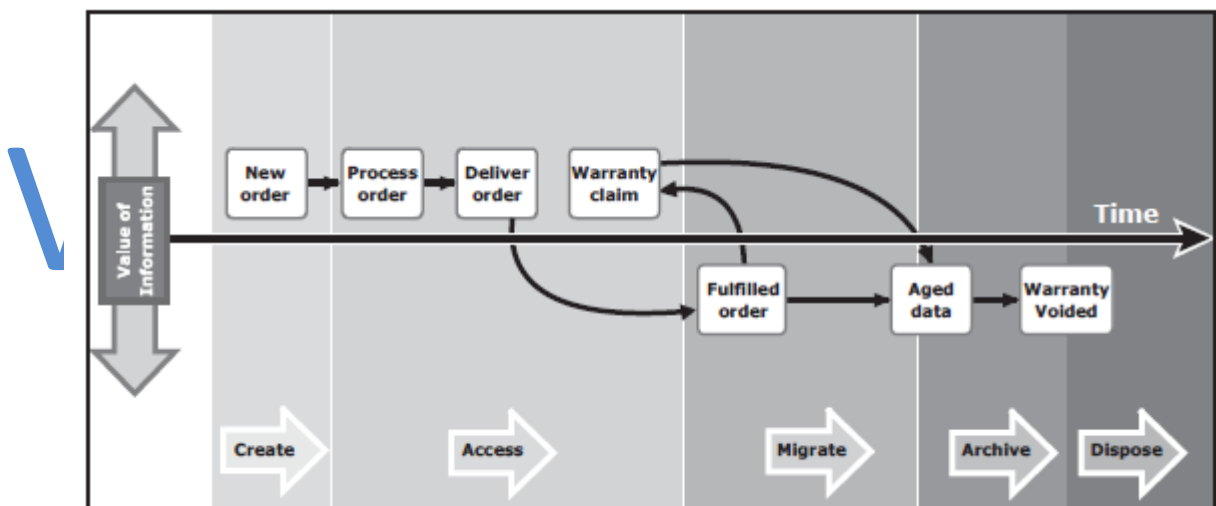 New
order
Process
order
Deliver
order
Warranty
claim
Time
Value of
Information
Fulfilled
order
Aged
data
Warranty
Voided
Create
Access
Migrate
Archive
Dispose